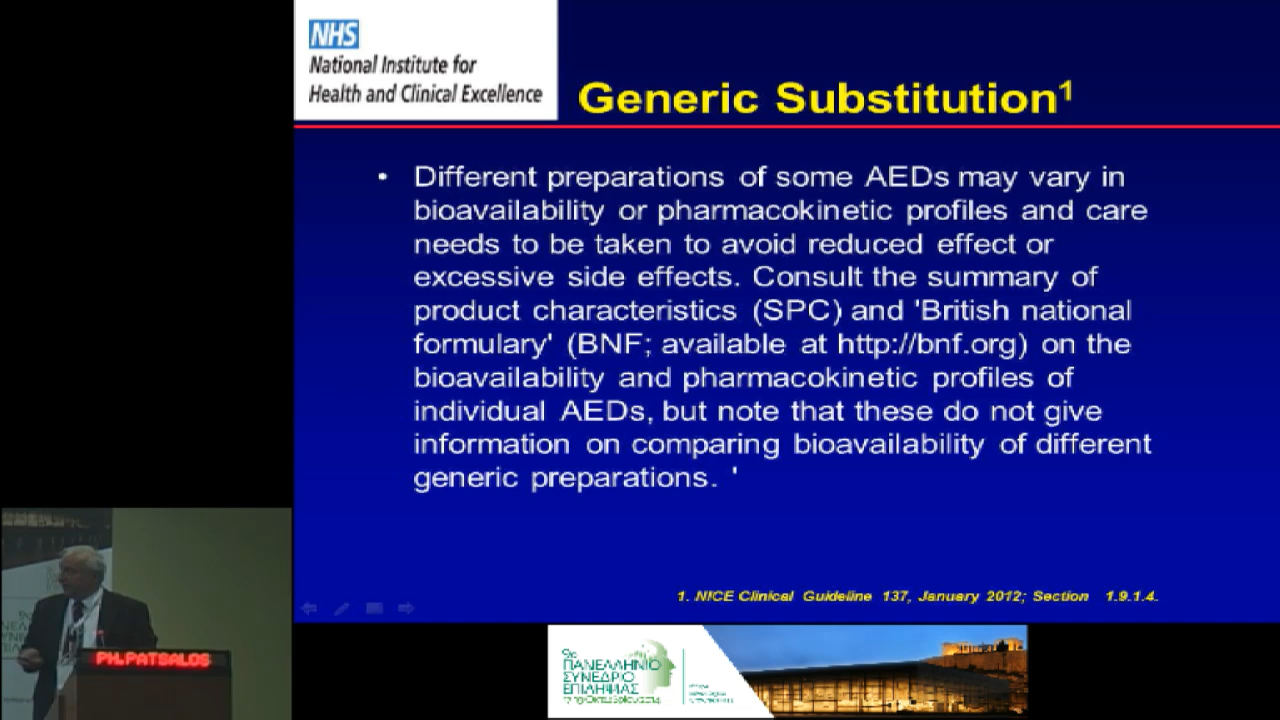 NHS
National Institute for
Health and Clinical Excellence
Generic Substitution¹
• Different preparations of some AEDs may vary in
bioavailability or pharmacokinetic profiles and care
needs to be taken to avoid reduced effect or
excessive side effects. Consult the summary of
product characteristics (SPC) and 'British national
formulary' (BNF; available at http://bnf.org) on the
bioavailability and pharmacokinetic profiles of
individual AEDs, but note that these do not give
information on comparing bioavailability of different
generic preparations. '
1. NICE Clinical Guideline 137, January 2012; Section 1.9.1.4.
PH.PATSALOS
9ο
ΠΑΝΕΛΛΗΝΙΟ
ΣΥΝΕΔΡΙΟ
ΕΠΙΛΗΨΙΑΣ